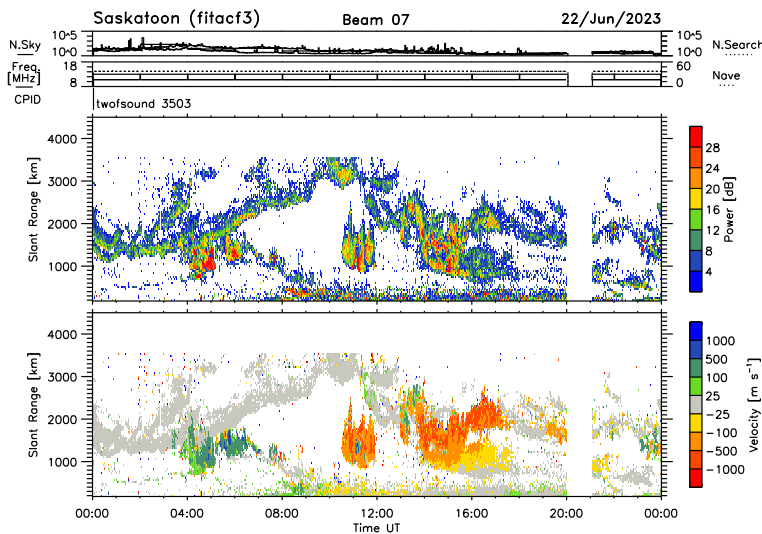 Saskatoon (fitacf3) Beam 07 22/Jun/2023
N.Sky 10^5 10^0 10^5 10^0 N.Search
Freq. [MHz] 18 8 60 0 Nave
CPID twofsound 3503
Slant Range [km] 4000 3000 2000 1000
28 24 20 16 12 8 4 Power [dB]
Slant Range [km] 4000 3000 2000 1000
1000 500 100 25 -25 -100 -500 -1000 Velocity [m s⁻¹]
00:00 04:00 08:00 12:00 16:00 20:00 00:00
Time UT